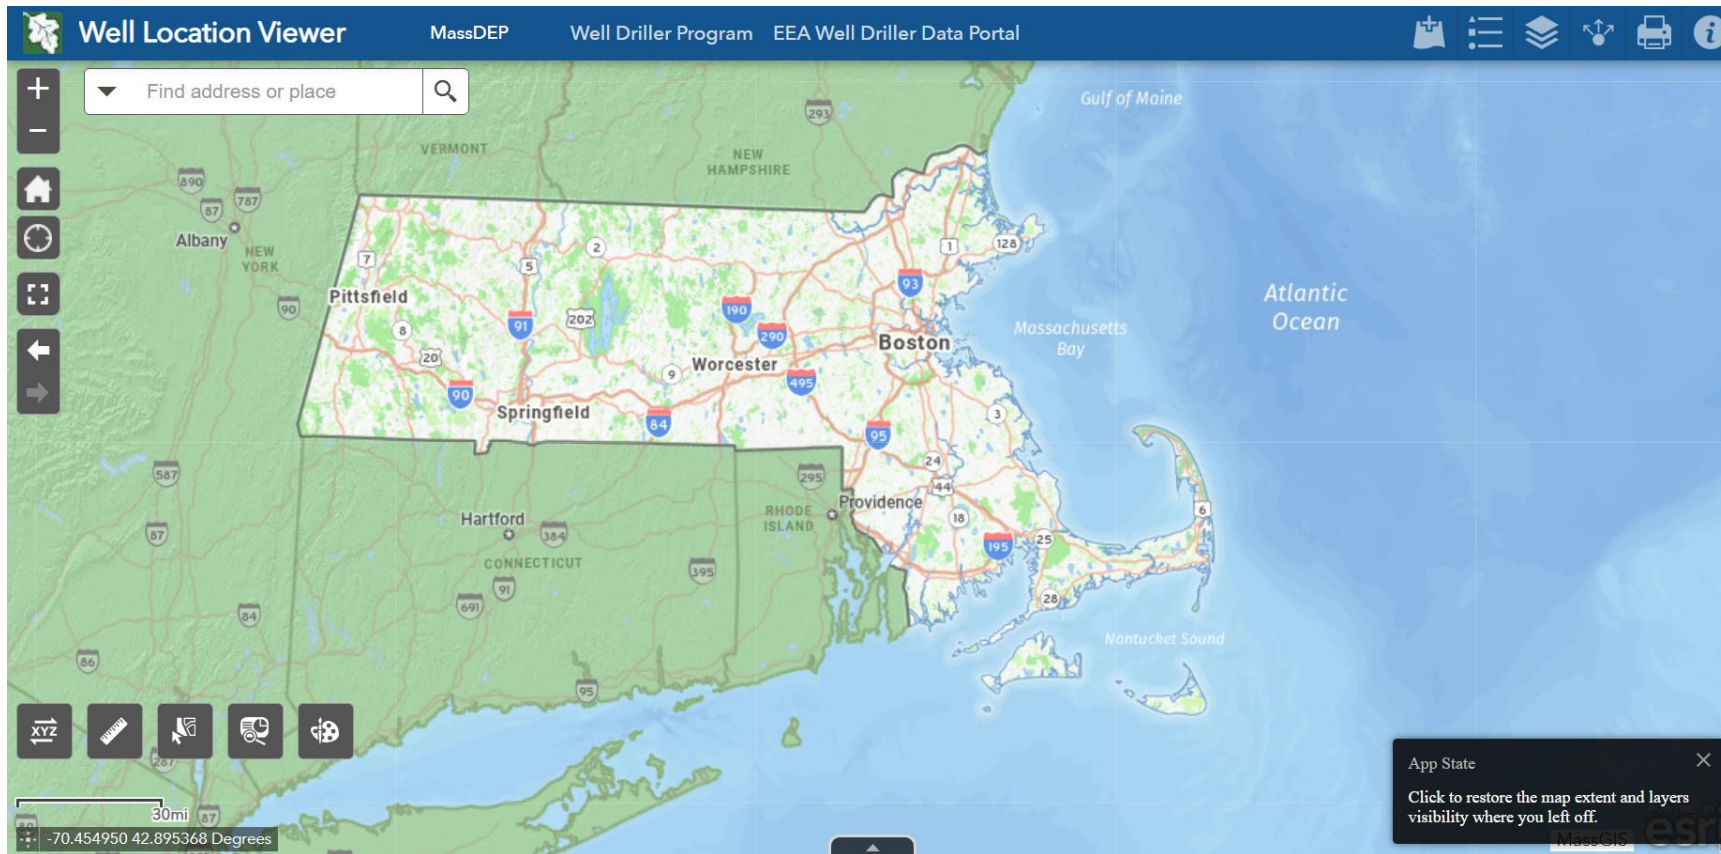 Well Location Viewer
MassDEP
Well Driller Program
EEA Well Driller Data Portal
Find address or place
Gulf of Maine
293
VERMONT
NEW
HAMPSHIRE
890
787
87
Albany
NEW
YORK
90
7
5
2
1
128
93
Pittsfield
8
20
91
202
190
290
Boston
Massachusetts
Bay
Atlantic
Ocean
Worcester
9
495
90
Springfield
84
3
95
24
44
587
295
Providence
RHODE
ISLAND
18
6
87
Hartford
384
CONNECTICUT
395
195
25
91
691
28
84
Nantucket Sound
86
95
XYZ
287
30mi
87
-70.454950 42.895368 Degrees
App State
Click to restore the map extent and layers
visibility where you left off.
MassGIS
esri